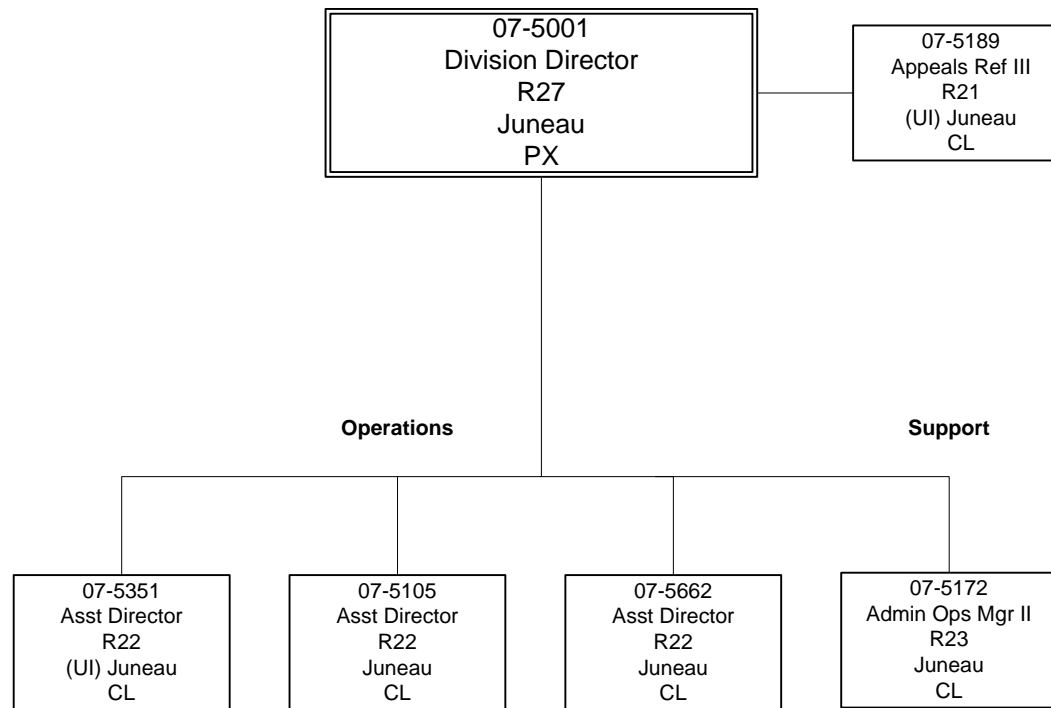 07-5001
Division Director
R27
Juneau
PX
07-5189
Appeals Ref III
R21
(UI) Juneau
CL
Operations
Support
07-5351
Asst Director
R22
(UI) Juneau
CL
07-5105
Asst Director
R22
Juneau
CL
07-5662
Asst Director
R22
Juneau
CL
07-5172
Admin Ops Mgr II
R23
Juneau
CL